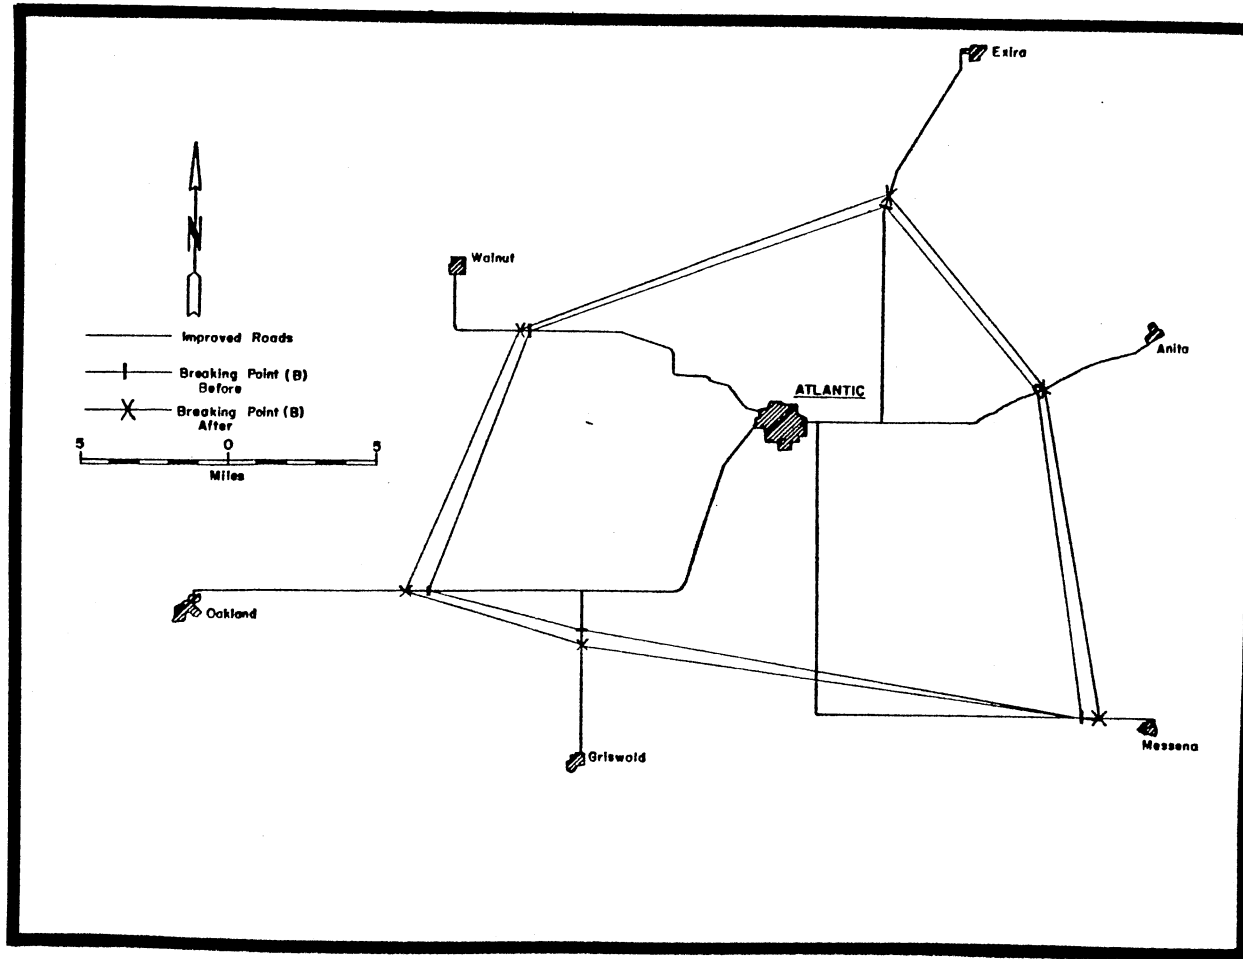 Exira
N
Walnut
Improved Roads
Anita
Breaking Point (B)
Before
ATLANTIC
Breaking Point (B)
After
5 0 5
Miles
Oakland
Messena
Griswold